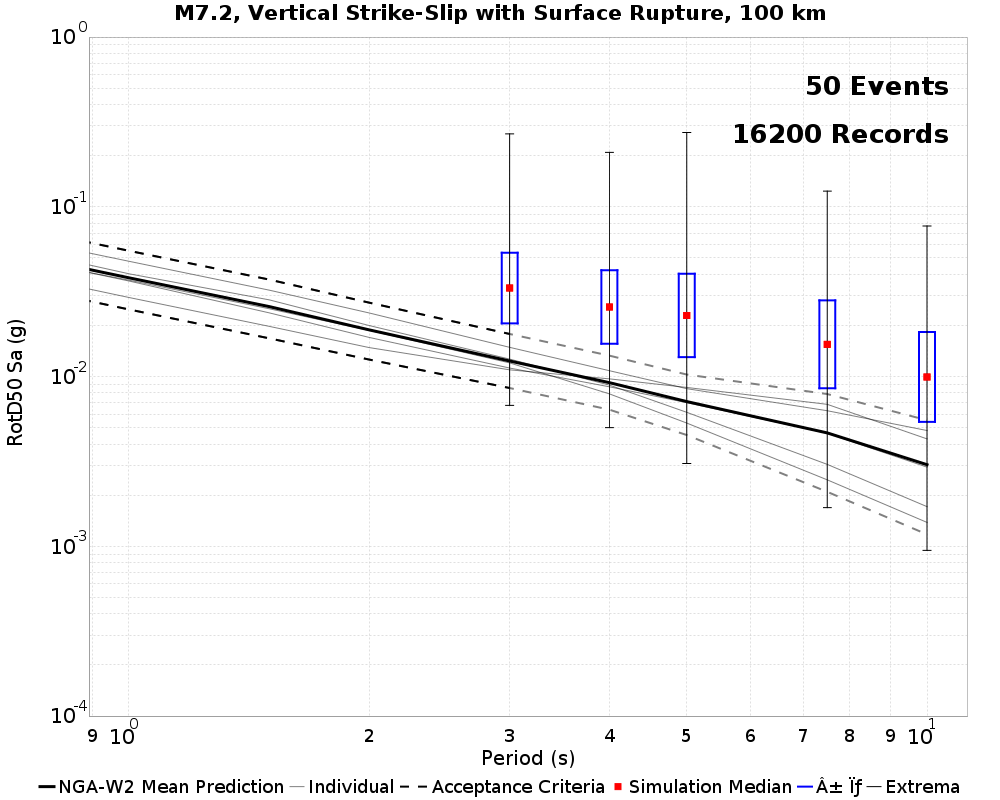 M7.2, Vertical Strike-Slip with Surface Rupture, 100 km
50 Events
16200 Records
10^0
10^-1
10^-2
10^-3
10^-4
RotD50 Sa (g)
9 10^0 2 3 4 5 6 7 8 9 10^1
Period (s)
NGA-W2 Mean Prediction Individual Acceptance Criteria Simulation Median Â± Ïƒ Extrema